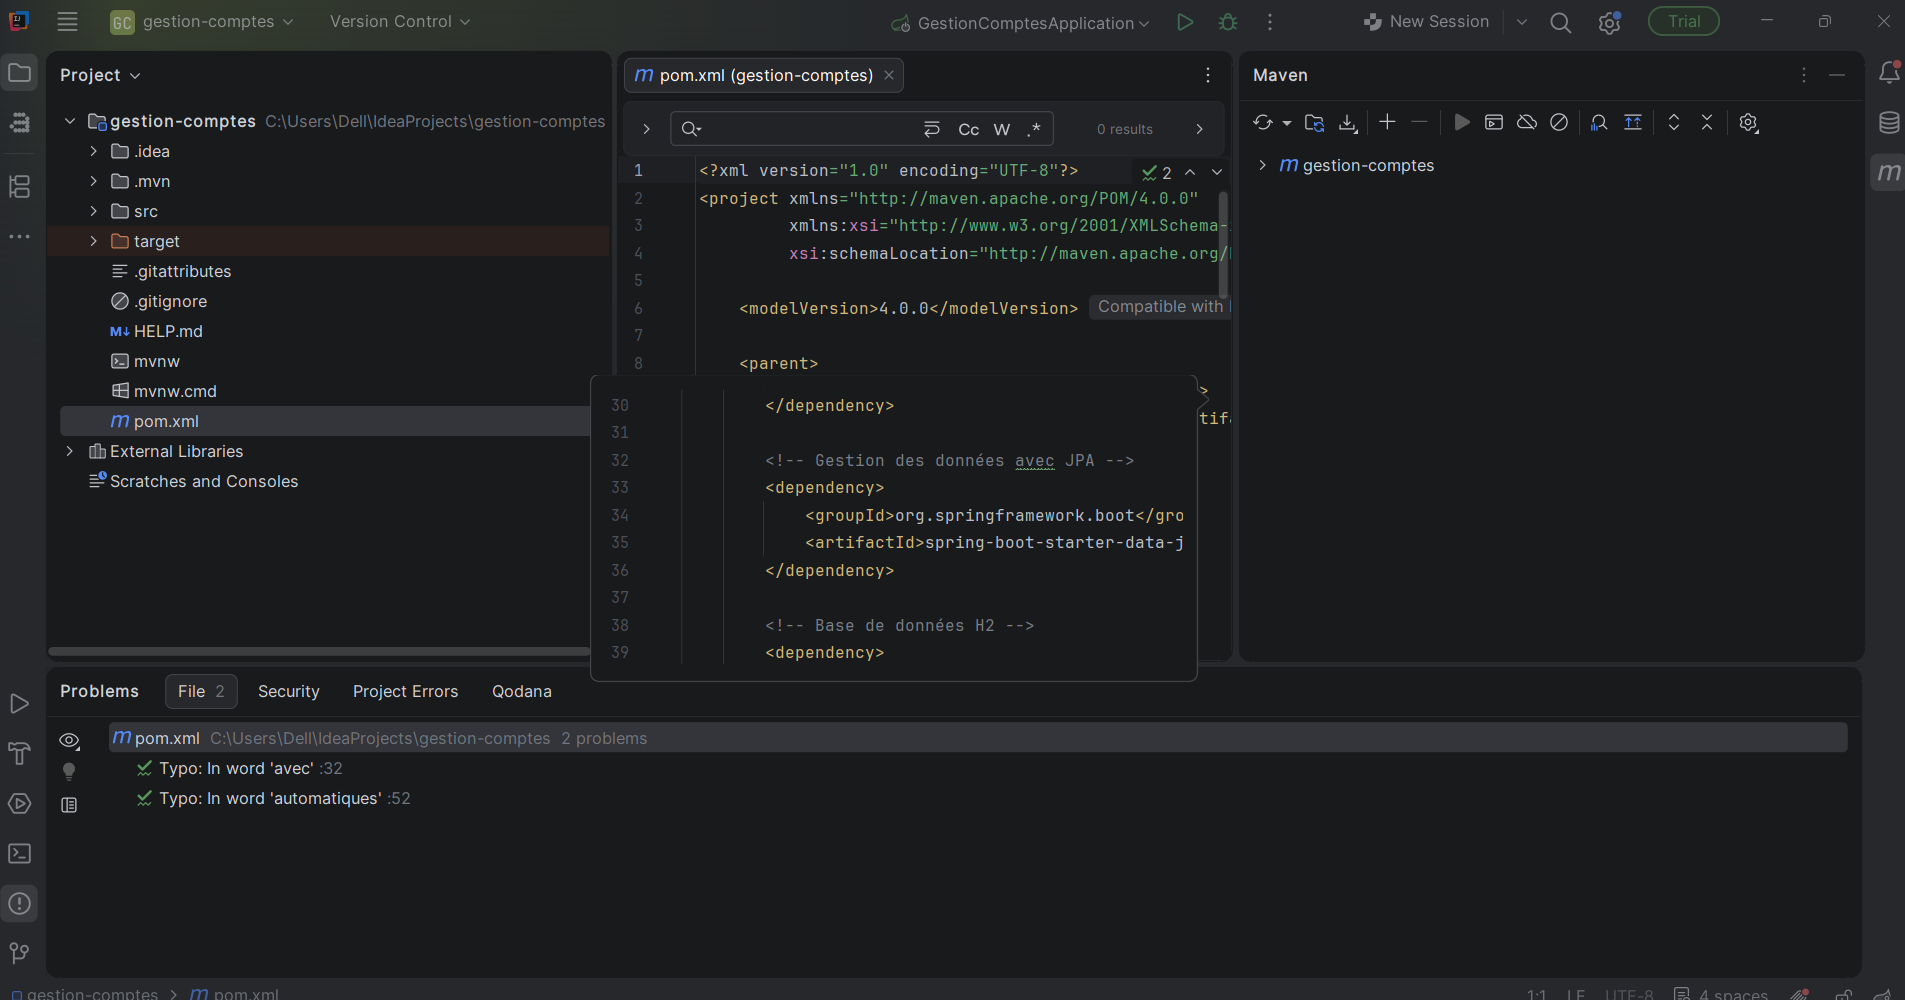 GC gestion-comptes
Version Control
GestionComptesApplication
New Session
Trial
Project
gestion-comptes C:\Users\Dell\IdeaProjects\gestion-comptes
.idea
.mvn
src
target
.gitattributes
.gitignore
M↓ HELP.md
mvnw
mvnw.cmd
m pom.xml
External Libraries
Scratches and Consoles
m pom.xml (gestion-comptes)
Cc W .* 0 results
2
1 <?xml version="1.0" encoding="UTF-8"?>
2 <project xmlns="http://maven.apache.org/POM/4.0.0"
3 xmlns:xsi="http://www.w3.org/2001/XMLSchema-
4 xsi:schemaLocation="http://maven.apache.org/
5
6 <modelVersion>4.0.0</modelVersion> Compatible with
7
8 <parent>
>
tif
30 </dependency>
31
32 <!-- Gestion des données avec JPA -->
33 <dependency>
34 <groupId>org.springframework.boot</gro
35 <artifactId>spring-boot-starter-data-j
36 </dependency>
37
38 <!-- Base de données H2 -->
39 <dependency>
Maven
m gestion-comptes
m
Problems
File 2
Security
Project Errors
Qodana
m pom.xml C:\Users\Dell\IdeaProjects\gestion-comptes 2 problems
Typo: In word 'avec' :32
Typo: In word 'automatiques' :52
gestion-comptes > m pom.xml
1:1 LF UTF-8 4 spaces